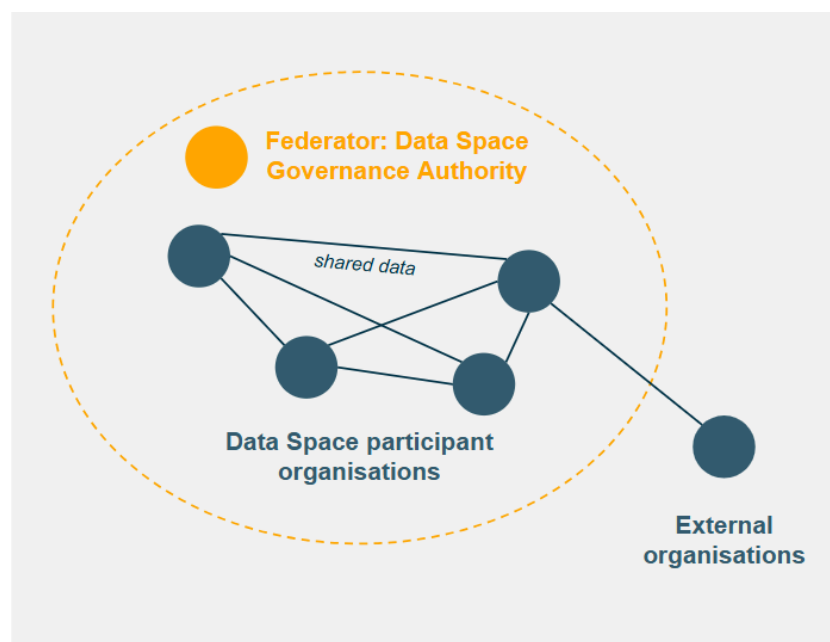 Federator: Data Space
Governance Authority
shared data
Data Space participant
organisations
External
organisations